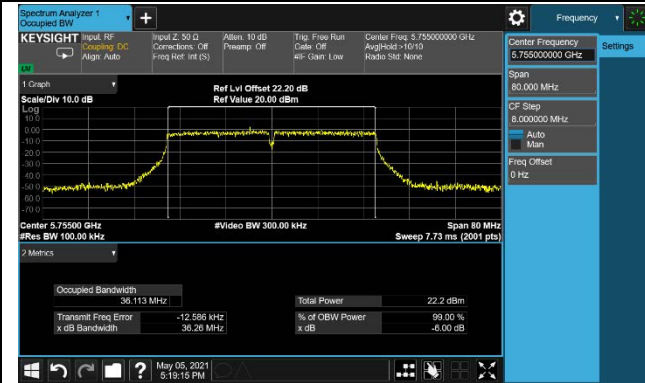 Spectrum Analyzer 1
Occupied BW
+
Frequency
KEYSIGHT
Input: RF
Coupling: DC
Align: Auto
Input Z: 50 Ω
Corrections: Off
Freq Ref: Int (S)
Atten: 10 dB
Preamp: Off
Trig: Free Run
Gate: Off
#IF Gain: Low
Center Freq: 5.755000000 GHz
Avg|Hold:>10/10
Radio Std: None
Center Frequency
5.755000000 GHz
Settings
Span
80.000 MHz
CF Step
8.000000 MHz
Auto
Man
Freq Offset
0 Hz
1 Graph
Scale/Div 10.0 dB
Ref Lvl Offset 22.20 dB
Ref Value 20.00 dBm
Log
10.0
0.00
-10.0
-20.0
-30.0
-40.0
-50.0
-60.0
-70.0
Center 5.75500 GHz
#Res BW 100.00 kHz
#Video BW 300.00 kHz
Span 80 MHz
Sweep 7.73 ms (2001 pts)
2 Metrics
Occupied Bandwidth
36.113 MHz
Total Power 22.2 dBm
Transmit Freq Error -12.586 kHz
% of OBW Power 99.00 %
x dB Bandwidth 36.26 MHz
x dB -6.00 dB
?
May 05, 2021
5:19:15 PM